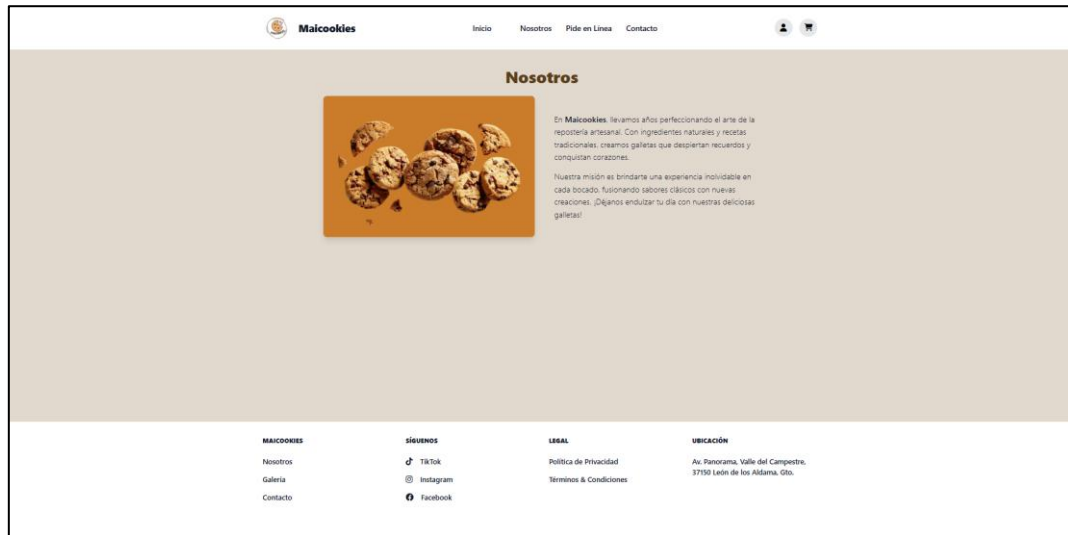 Maicookies
Inicio Nosotros Pide en Línea Contacto
Nosotros
En Maicookies, llevamos años perfeccionando el arte de la
repostería artesanal. Con ingredientes naturales y recetas
tradicionales, creamos galletas que despiertan recuerdos y
conquistan corazones.
Nuestra misión es brindarte una experiencia inolvidable en
cada bocado, fusionando sabores clásicos con nuevas
creaciones. ¡Déjanos endulzar tu día con nuestras deliciosas
galletas!
MAICOOKIES
Nosotros
Galería
Contacto
SÍGUENOS
TikTok
Instagram
Facebook
LEGAL
Política de Privacidad
Términos & Condiciones
UBICACIÓN
Av. Panorama, Valle del Campestre,
37150 León de los Aldama, Gto.